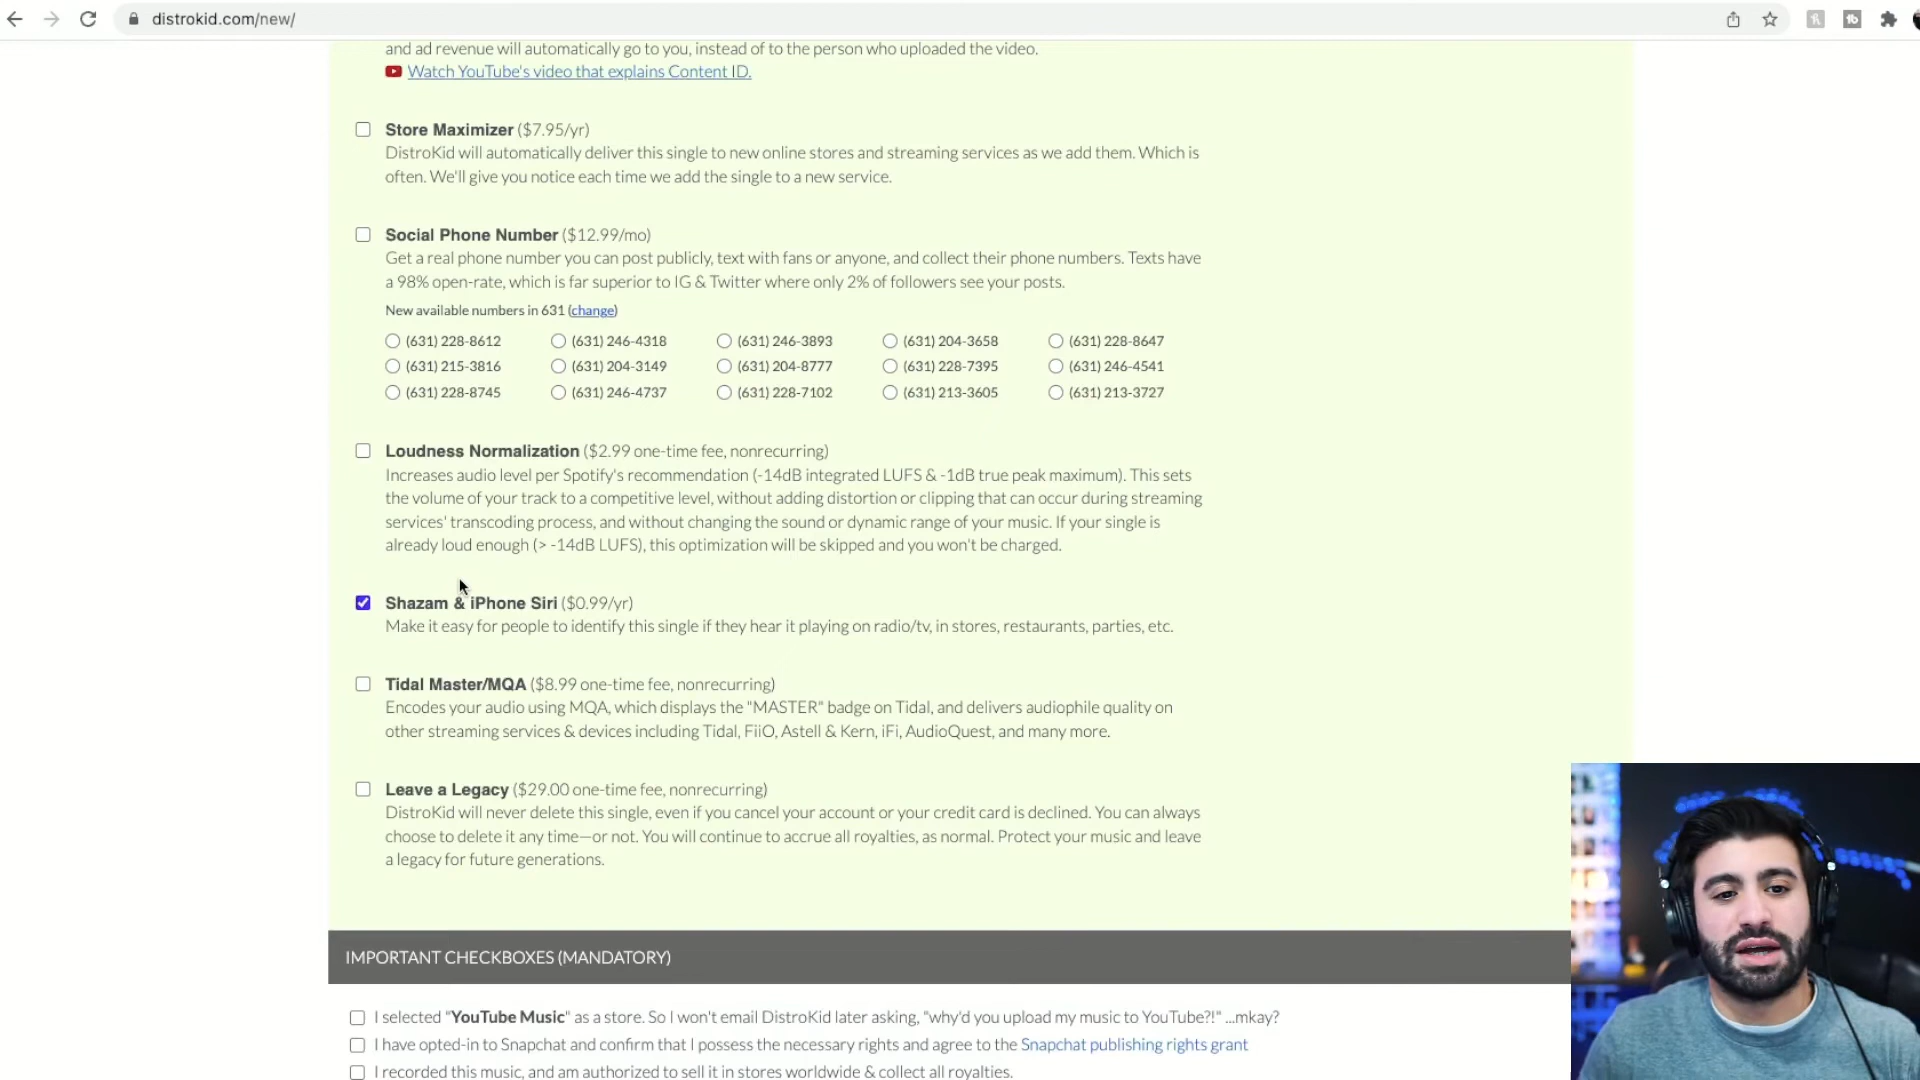 distrokid.com/new/
and ad revenue will automatically go to you, instead of to the person who uploaded the video.
Watch YouTube's video that explains Content ID.
Store Maximizer ($7.95/yr)
DistroKid will automatically deliver this single to new online stores and streaming services as we add them. Which is
often. We'll give you notice each time we add the single to a new service.
Social Phone Number ($12.99/mo)
Get a real phone number you can post publicly, text with fans or anyone, and collect their phone numbers. Texts have
a 98% open-rate, which is far superior to IG & Twitter where only 2% of followers see your posts.
New available numbers in 631 (change)
(631) 228-8612 (631) 246-4318 (631) 246-3893 (631) 204-3658 (631) 228-8647
(631) 215-3816 (631) 204-3149 (631) 204-8777 (631) 228-7395 (631) 246-4541
(631) 228-8745 (631) 246-4737 (631) 228-7102 (631) 213-3605 (631) 213-3727
Loudness Normalization ($2.99 one-time fee, nonrecurring)
Increases audio level per Spotify's recommendation (-14dB integrated LUFS & -1dB true peak maximum). This sets
the volume of your track to a competitive level, without adding distortion or clipping that can occur during streaming
services' transcoding process, and without changing the sound or dynamic range of your music. If your single is
already loud enough (> -14dB LUFS), this optimization will be skipped and you won't be charged.
Shazam & iPhone Siri ($0.99/yr)
Make it easy for people to identify this single if they hear it playing on radio/tv, in stores, restaurants, parties, etc.
Tidal Master/MQA ($8.99 one-time fee, nonrecurring)
Encodes your audio using MQA, which displays the "MASTER" badge on Tidal, and delivers audiophile quality on
other streaming services & devices including Tidal, FiiO, Astell & Kern, iFi, AudioQuest, and many more.
Leave a Legacy ($29.00 one-time fee, nonrecurring)
DistroKid will never delete this single, even if you cancel your account or your credit card is declined. You can always
choose to delete it any time—or not. You will continue to accrue all royalties, as normal. Protect your music and leave
a legacy for future generations.
IMPORTANT CHECKBOXES (MANDATORY)
I selected "YouTube Music" as a store. So I won't email DistroKid later asking, "why'd you upload my music to YouTube?!" ...mkay?
I have opted-in to Snapchat and confirm that I possess the necessary rights and agree to the Snapchat publishing rights grant
I recorded this music, and am authorized to sell it in stores worldwide & collect all royalties.